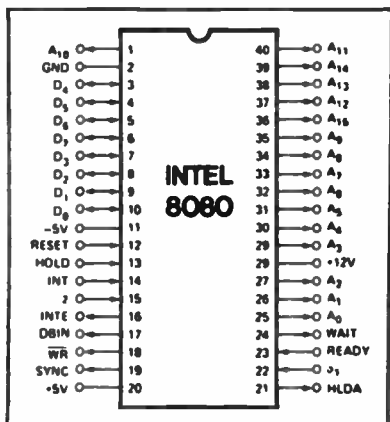 A₁₀ 1 40 A₁₁
GND 2 39 A₁₄
D₄ 3 38 A₁₃
D₅ 4 37 A₁₂
D₆ 5 36 A₁₅
D₇ 6 35 A₉
D₃ 7 34 A₈
D₂ 8 33 A₇
D₁ 9 32 A₆
D₀ 10 31 A₅
INTEL
8080
-5V 11 30 A₄
RESET 12 29 A₃
HOLD 13 +12V
INT 14 27 A₂
2 15 26 A₁
INTE 16 25 A₀
DBIN 17 24 WAIT
W̅R̅ 18 23 READY
SYNC 19 22
+5V 20 21 HLDA